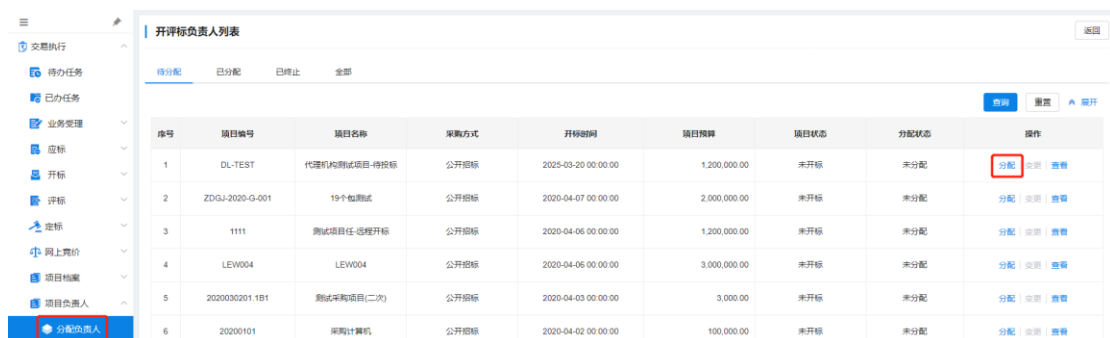 交易执行
待办任务
已办任务
业务受理
应标
开标
评标
定标
网上竞价
项目档案
项目负责人
分配负责人
开评标负责人列表
返回
待分配 已分配 已终止 全部
查询 重置 展开
序号 项目编号 项目名称 采购方式 开标时间 项目预算 项目状态 分配状态 操作
1 DL-TEST 代理机构测试项目-待投标 公开招标 2025-03-20 00:00:00 1,200,000.00 未开标 未分配 分配 变更 查看
2 ZDGJ-2020-G-001 19个包测试 公开招标 2020-04-07 00:00:00 2,000,000.00 未开标 未分配 分配 变更 查看
3 1111 测试项目任-远程开标 公开招标 2020-04-06 00:00:00 1,200,000.00 未开标 未分配 分配 变更 查看
4 LEW004 LEW004 公开招标 2020-04-06 00:00:00 3,000,000.00 未开标 未分配 分配 变更 查看
5 2020030201.1B1 测试采购项目(二次) 公开招标 2020-04-03 00:00:00 3,000.00 未开标 未分配 分配 变更 查看
6 20200101 采购计算机 公开招标 2020-04-02 00:00:00 100,000.00 未开标 未分配 分配 变更 查看